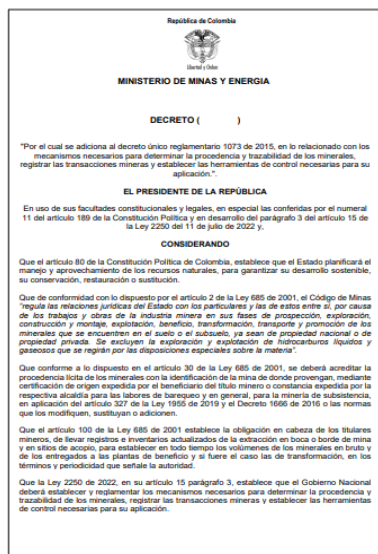 República de Colombia
Libertad y Orden
MINISTERIO DE MINAS Y ENERGIA
DECRETO ( )
"Por el cual se adiciona al decreto único reglamentario 1073 de 2015, en lo relacionado con los
mecanismos necesarios para determinar la procedencia y trazabilidad de los minerales,
registrar las transacciones mineras y establecer las herramientas de control necesarias para su
aplicación.".
EL PRESIDENTE DE LA REPÚBLICA
En uso de sus facultades constitucionales y legales, en especial las conferidas por el numeral
11 del artículo 189 de la Constitución Política y en desarrollo del parágrafo 3 del artículo 15 de
la Ley 2250 del 11 de julio de 2022 y,
CONSIDERANDO
Que el artículo 80 de la Constitución Política de Colombia, establece que el Estado planificará el
manejo y aprovechamiento de los recursos naturales, para garantizar su desarrollo sostenible,
su conservación, restauración o sustitución.
Que de conformidad con lo dispuesto por el artículo 2 de la Ley 685 de 2001, el Código de Minas
"regula las relaciones jurídicas del Estado con los particulares y las de estos entre sí, por causa
de los trabajos y obras de la industria minera en sus fases de prospección, exploración,
construcción y montaje, explotación, beneficio, transformación, transporte y promoción de los
minerales que se encuentren en el suelo o el subsuelo, ya sean de propiedad nacional o de
propiedad privada. Se excluyen la exploración y explotación de hidrocarburos líquidos y
gaseosos que se regirán por las disposiciones especiales sobre la materia".
Que conforme a lo dispuesto en el artículo 30 de la Ley 685 de 2001, se deberá acreditar la
procedencia lícita de los minerales con la identificación de la mina de donde provengan, mediante
certificación de origen expedida por el beneficiario del título minero o constancia expedida por la
respectiva alcaldía para las labores de barequeo y en general, para la minería de subsistencia,
en aplicación del artículo 327 de la Ley 1955 de 2019 y el Decreto 1666 de 2016 o las normas
que los modifiquen, sustituyan o adicionen.
Que el artículo 100 de la Ley 685 de 2001 establece la obligación en cabeza de los titulares
mineros, de llevar registros e inventarios actualizados de la extracción en boca o borde de mina
y en sitios de acopio, para establecer en todo tiempo los volúmenes de los minerales en bruto y
de los entregados a las plantas de beneficio y si fuere el caso las de transformación, en los
términos y periodicidad que señale la autoridad.
Que la Ley 2250 de 2022, en su artículo 15 parágrafo 3, establece que el Gobierno Nacional
deberá establecer y reglamentar los mecanismos necesarios para determinar la procedencia y
trazabilidad de los minerales, registrar las transacciones mineras y establecer las herramientas
de control necesarias para su aplicación.